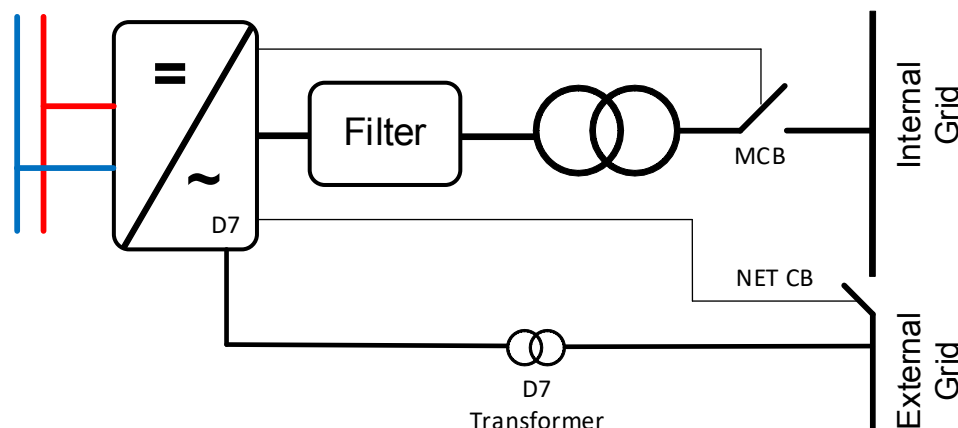 =
~
D7
Filter
MCB
Internal
Grid
NET CB
External
Grid
D7
Transformer